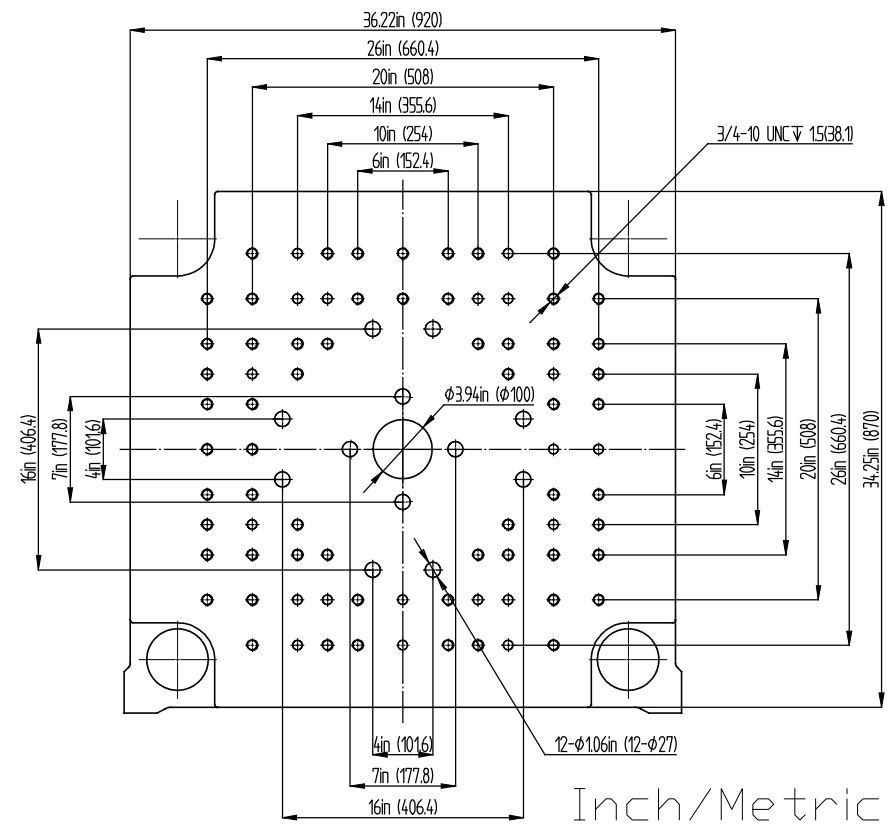 36.22in (920)
26in (660.4)
20in (508)
14in (355.6)
10in (254)
6in (152.4)
3/4-10 UNC↧ 1.5(38.1)
ϕ3.94in (ϕ100)
16in (406.4)
7in (177.8)
4in (101.6)
6in (152.4)
10in (254)
14in (355.6)
20in (508)
26in (660.4)
34.25in (870)
4in (101.6)
12-ϕ1.06in (12-ϕ27)
7in (177.8)
16in (406.4)
Inch/Metric